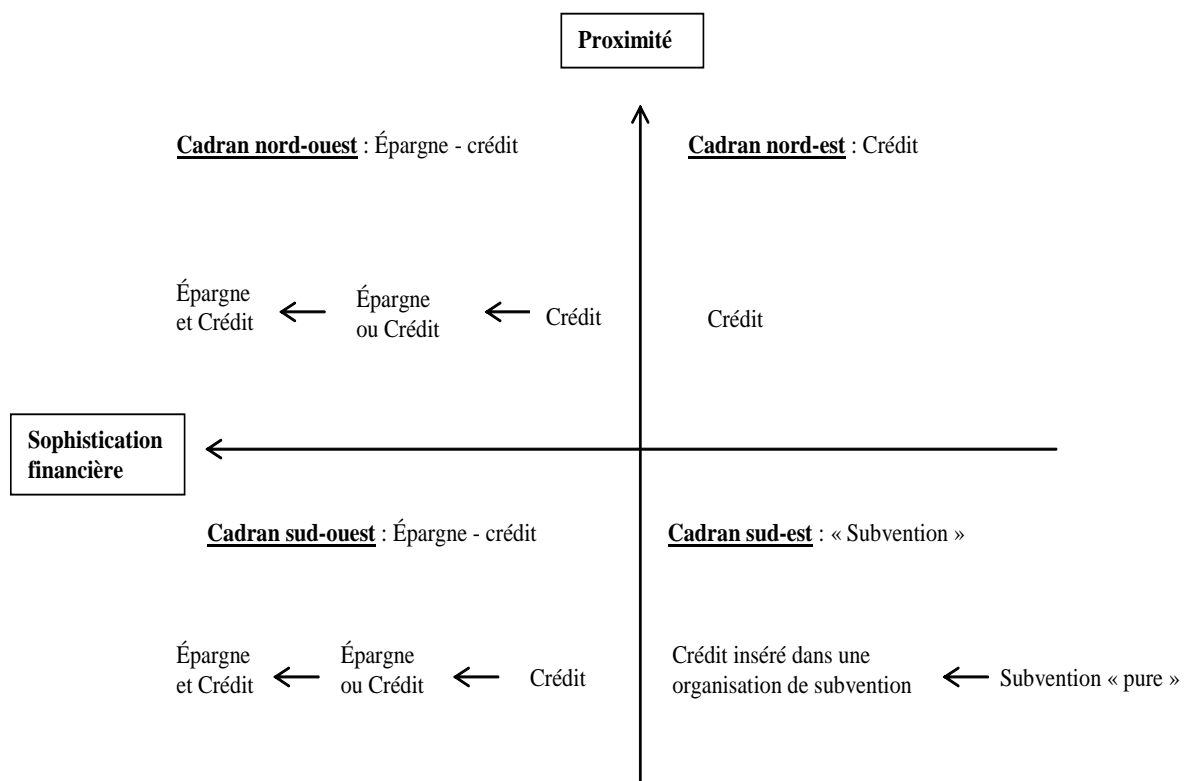 Proximité
Cadran nord-ouest : Épargne - crédit
Cadran nord-est : Crédit
Épargne
et Crédit
Épargne
ou Crédit
Crédit
Crédit
Sophistication
financière
Cadran sud-ouest : Épargne - crédit
Cadran sud-est : « Subvention »
Épargne
et Crédit
Épargne
ou Crédit
Crédit
Crédit inséré dans une
organisation de subvention
Subvention « pure »